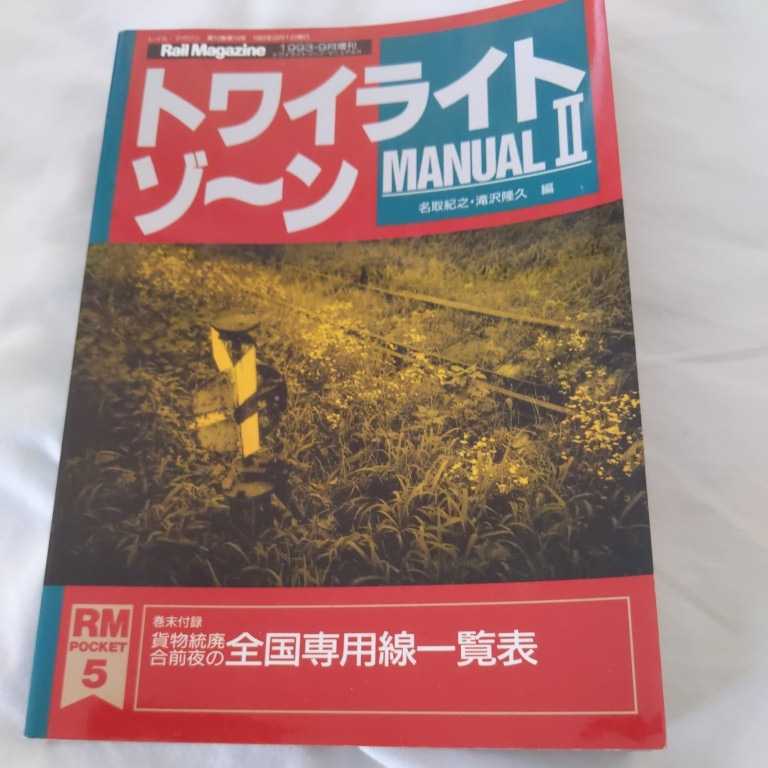 Rail Magazine 1993-9月増刊
トワイライト
ゾ〜ン MANUAL II
名取紀之・滝沢隆久 編
RM
POCKET
5
巻末付録
貨物統廃
合前夜の全国専用線一覧表